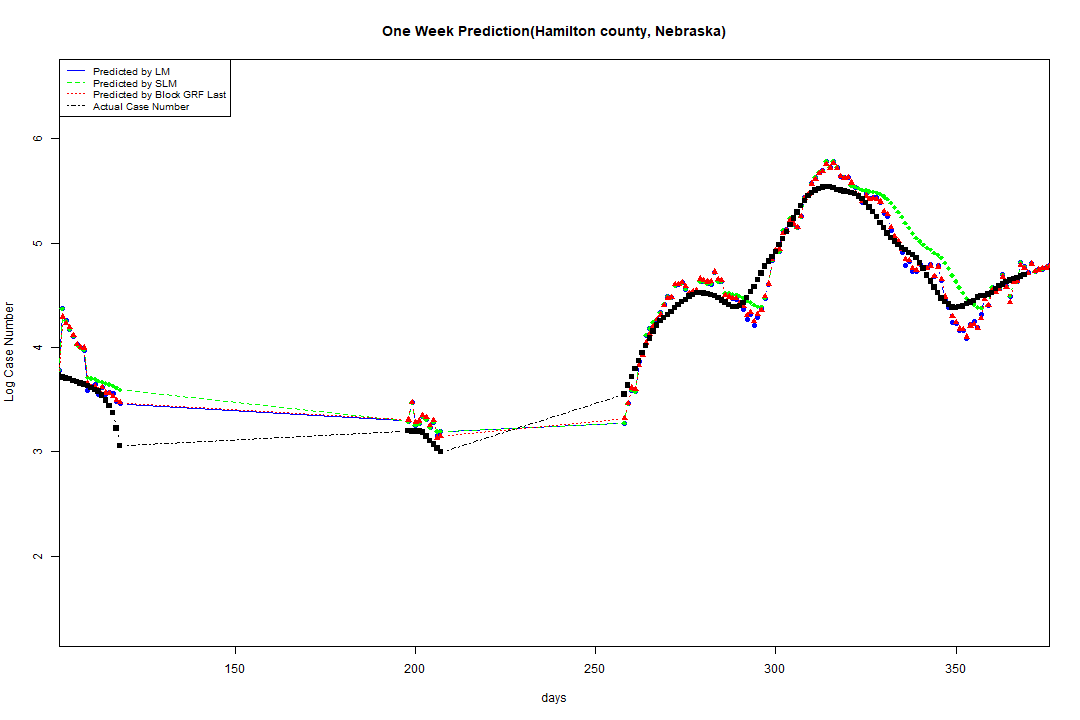 One Week Prediction(Hamilton county, Nebraska)
Predicted by LM
Predicted by SLM
Predicted by Block GRF Last
Actual Case Number
Log Case Number
6
5
4
3
2
150 200 250 300 350
days